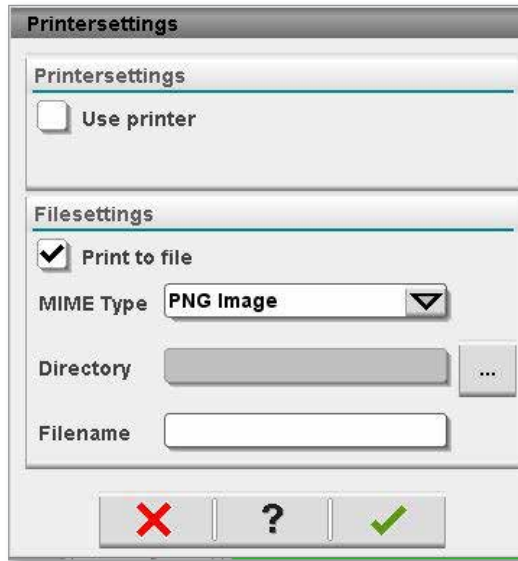 Printersettings
Printersettings
Use printer
Filesettings
Print to file
MIME Type PNG Image
Directory ...
Filename
?